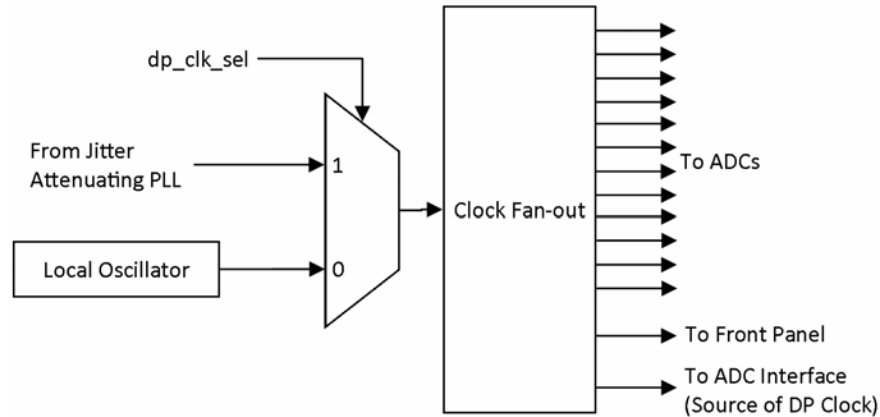 dp_clk_sel
From Jitter
Attenuating PLL
1
Local Oscillator
0
Clock Fan-out
To ADCs
To Front Panel
To ADC Interface
(Source of DP Clock)